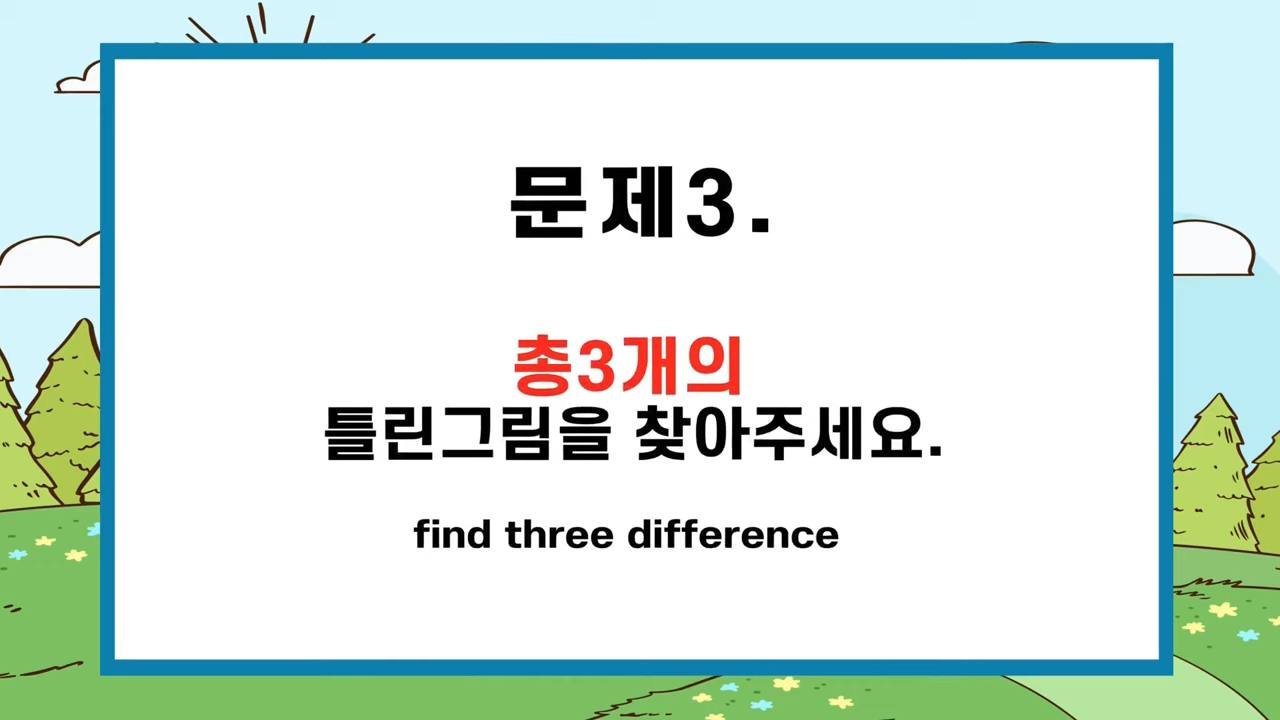 문제3.
총3개의
틀린그림을 찾아주세요.
find three difference